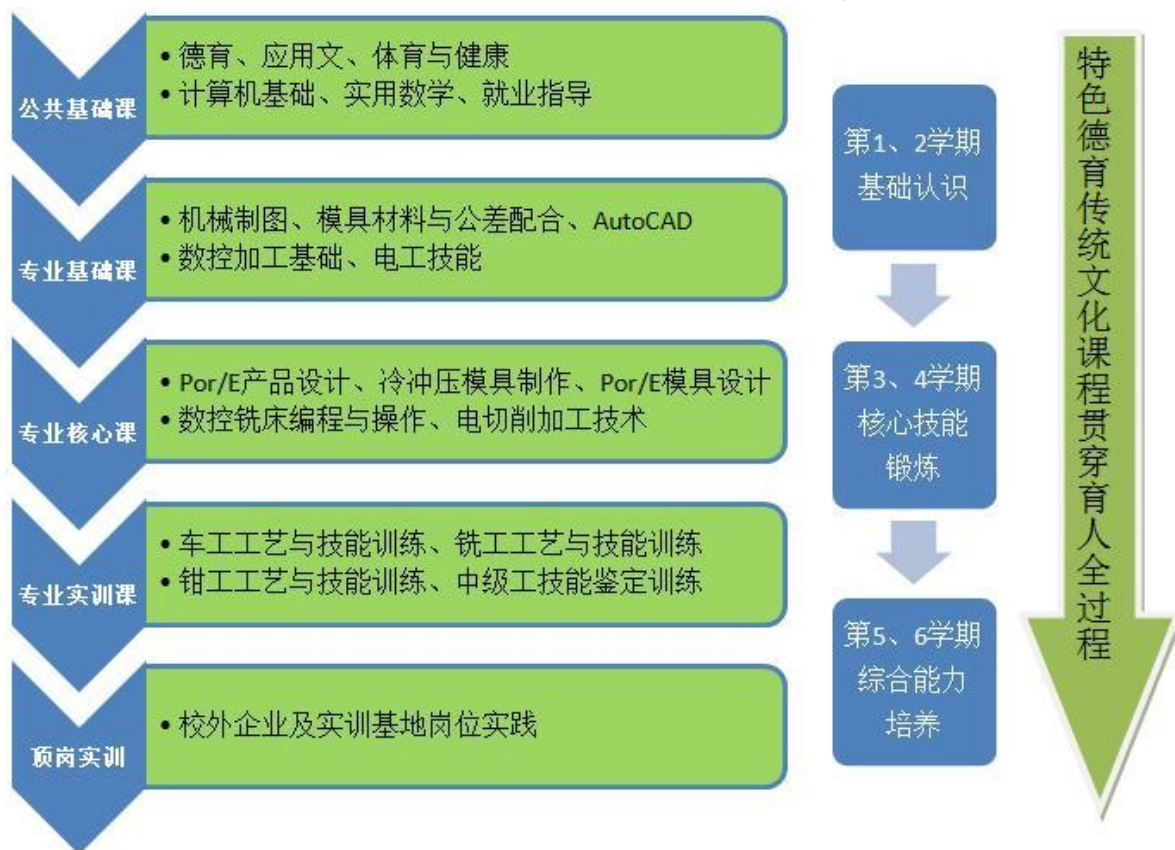 公共基础课
• 德育、应用文、体育与健康
• 计算机基础、实用数学、就业指导
专业基础课
• 机械制图、模具材料与公差配合、AutoCAD
• 数控加工基础、电工技能
专业核心课
• Por/E产品设计、冷冲压模具制作、Por/E模具设计
• 数控铣床编程与操作、电切削加工技术
专业实训课
• 车工工艺与技能训练、铣工工艺与技能训练
• 钳工工艺与技能训练、中级工技能鉴定训练
顶岗实训
• 校外企业及实训基地岗位实践
第1、2学期
基础认识
第3、4学期
核心技能
锻炼
第5、6学期
综合能力
培养
特色德育传统文化课程贯穿育人全过程